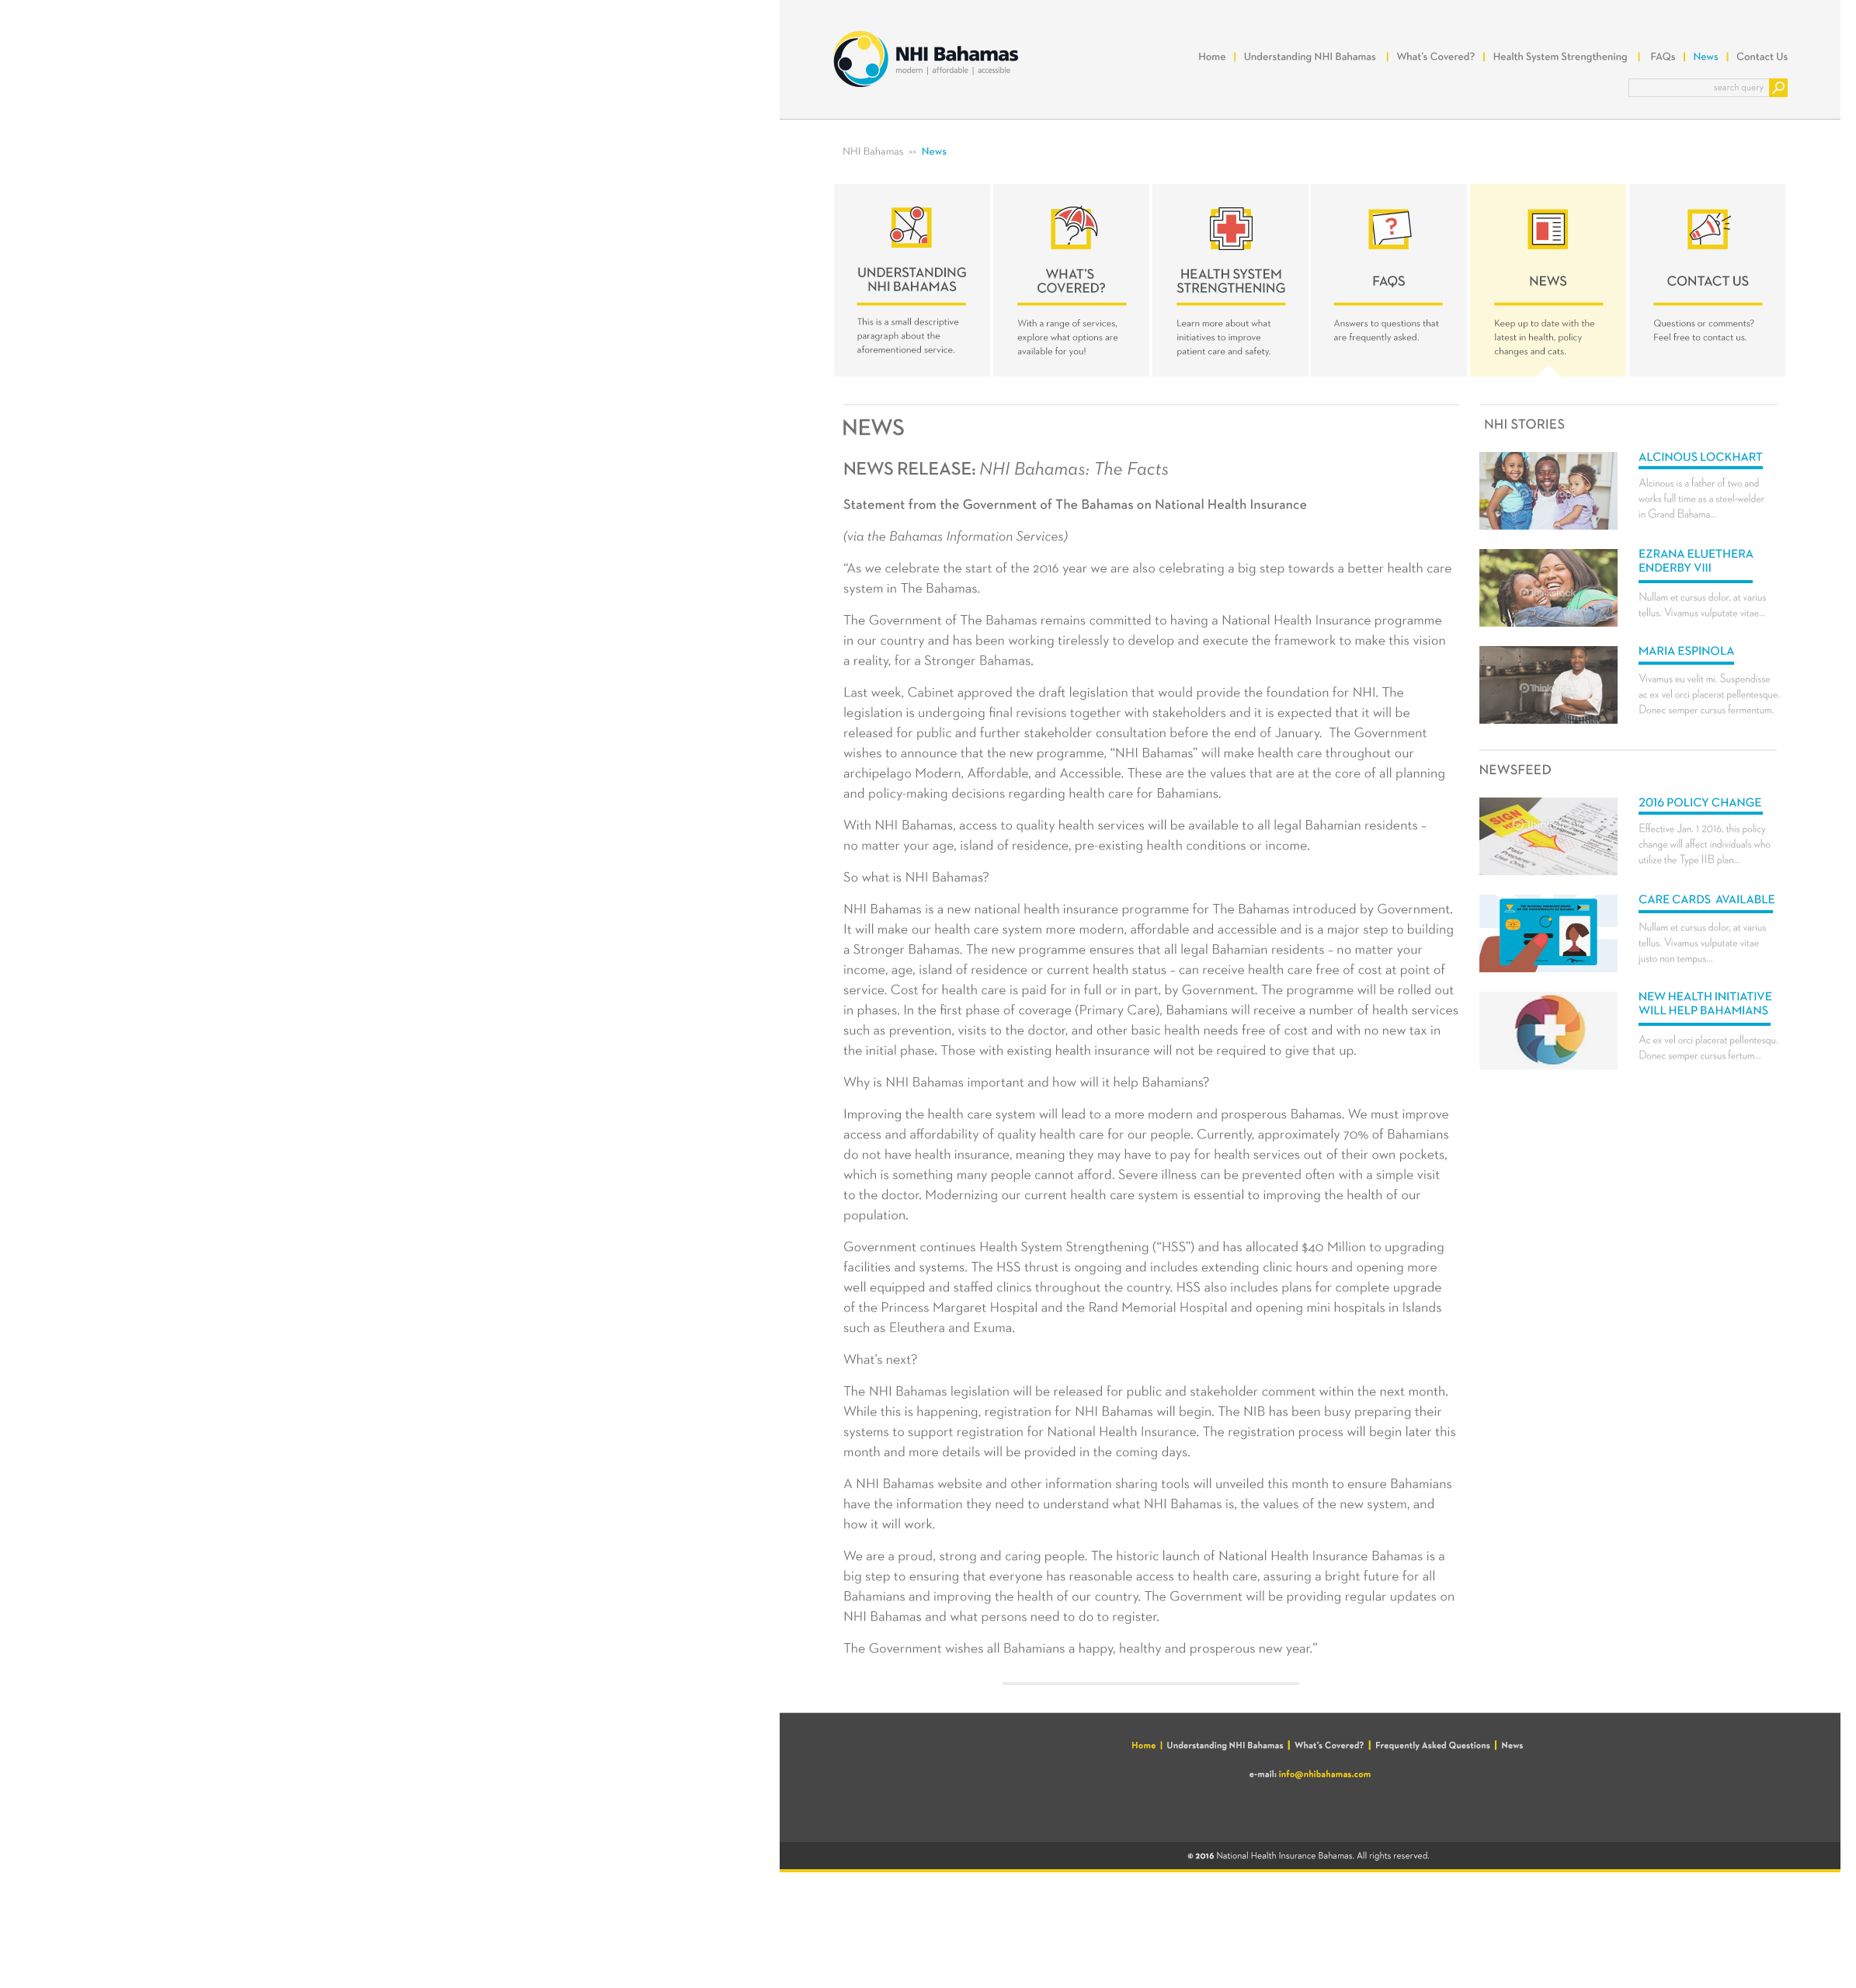 NHI Bahamas
modern | affordable | accessible
Home | Understanding NHI Bahamas | What's Covered? | Health System Strengthening | FAQs | News | Contact Us
search query
NHI Bahamas >> News
UNDERSTANDING
NHI BAHAMAS
This is a small descriptive
paragraph about the
aforementioned service.
WHAT'S
COVERED?
With a range of services,
explore what options are
available for you!
HEALTH SYSTEM
STRENGTHENING
Learn more about what
initiatives to improve
patient care and safety.
?
FAQS
Answers to questions that
are frequently asked.
NEWS
Keep up to date with the
latest in health, policy
changes and cats.
CONTACT US
Questions or comments?
Feel free to contact us.
NEWS
NEWS RELEASE: NHI Bahamas: The Facts
Statement from the Government of The Bahamas on National Health Insurance
(via the Bahamas Information Services)
“As we celebrate the start of the 2016 year we are also celebrating a big step towards a better health care
system in The Bahamas.
The Government of The Bahamas remains committed to having a National Health Insurance programme
in our country and has been working tirelessly to develop and execute the framework to make this vision
a reality, for a Stronger Bahamas.
Last week, Cabinet approved the draft legislation that would provide the foundation for NHI. The
legislation is undergoing final revisions together with stakeholders and it is expected that it will be
released for public and further stakeholder consultation before the end of January.  The Government
wishes to announce that the new programme, “NHI Bahamas” will make health care throughout our
archipelago Modern, Affordable, and Accessible. These are the values that are at the core of all planning
and policy-making decisions regarding health care for Bahamians.
With NHI Bahamas, access to quality health services will be available to all legal Bahamian residents –
no matter your age, island of residence, pre-existing health conditions or income.
So what is NHI Bahamas?
NHI Bahamas is a new national health insurance programme for The Bahamas introduced by Government.
It will make our health care system more modern, affordable and accessible and is a major step to building
a Stronger Bahamas. The new programme ensures that all legal Bahamian residents – no matter your
income, age, island of residence or current health status – can receive health care free of cost at point of
service. Cost for health care is paid for in full or in part, by Government. The programme will be rolled out
in phases. In the first phase of coverage (Primary Care), Bahamians will receive a number of health services
such as prevention, visits to the doctor, and other basic health needs free of cost and with no new tax in
the initial phase. Those with existing health insurance will not be required to give that up.
Why is NHI Bahamas important and how will it help Bahamians?
Improving the health care system will lead to a more modern and prosperous Bahamas. We must improve
access and affordability of quality health care for our people. Currently, approximately 70% of Bahamians
do not have health insurance, meaning they may have to pay for health services out of their own pockets,
which is something many people cannot afford. Severe illness can be prevented often with a simple visit
to the doctor. Modernizing our current health care system is essential to improving the health of our
population.
Government continues Health System Strengthening (“HSS”) and has allocated $40 Million to upgrading
facilities and systems. The HSS thrust is ongoing and includes extending clinic hours and opening more
well equipped and staffed clinics throughout the country. HSS also includes plans for complete upgrade
of the Princess Margaret Hospital and the Rand Memorial Hospital and opening mini hospitals in Islands
such as Eleuthera and Exuma.
What's next?
The NHI Bahamas legislation will be released for public and stakeholder comment within the next month.
While this is happening, registration for NHI Bahamas will begin. The NIB has been busy preparing their
systems to support registration for National Health Insurance. The registration process will begin later this
month and more details will be provided in the coming days.
A NHI Bahamas website and other information sharing tools will unveiled this month to ensure Bahamians
have the information they need to understand what NHI Bahamas is, the values of the new system, and
how it will work.
We are a proud, strong and caring people. The historic launch of National Health Insurance Bahamas is a
big step to ensuring that everyone has reasonable access to health care, assuring a bright future for all
Bahamians and improving the health of our country. The Government will be providing regular updates on
NHI Bahamas and what persons need to do to register.
The Government wishes all Bahamians a happy, healthy and prosperous new year.”
NHI STORIES
ALCINOUS LOCKHART
Alcinous is a father of two and
works full time as a steel-welder
in Grand Bahama...
EZRANA ELUETHERA
ENDERBY VIII
Nullam et cursus dolor, at varius
tellus. Vivamus vulputate vitae...
MARIA ESPINOLA
Vivamus eu velit mi. Suspendisse
ac ex vel orci placerat pellentesque.
Donec semper cursus fermentum.
NEWSFEED
SIGN
HERE
Paid
Preparer's
Use Only
2016 POLICY CHANGE
Effective Jan. 1 2016, this policy
change will affect individuals who
utilize the Type IIB plan...
CARE CARDS  AVAILABLE
Nullam et cursus dolor, at varius
tellus. Vivamus vulputate vitae
justo non tempus...
NEW HEALTH INITIATIVE
WILL HELP BAHAMIANS
Ac ex vel orci placerat pellentesqu.
Donec semper cursus fertum...
Home | Understanding NHI Bahamas | What's Covered? | Frequently Asked Questions | News
e-mail: info@nhibahamas.com
© 2016 National Health Insurance Bahamas. All rights reserved.